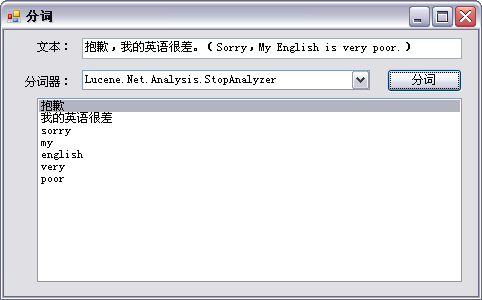 分词
文本： 抱歉，我的英语很差。（Sorry，My English is very poor.）
分词器： Lucene.Net.Analysis.StopAnalyzer 分词
抱歉
我的英语很差
sorry
my
english
very
poor